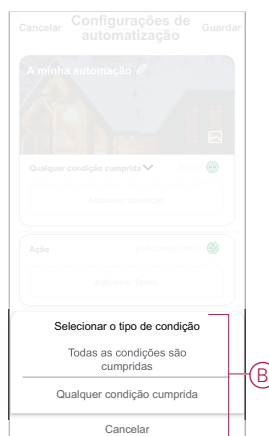 Cancelar
Configurações de
automatização
Guardar
A minha automação
Qualquer condição cumprida
Adicionar condição
Ação
Adicionar Tarefa
Selecionar o tipo de condição
Todas as condições são
cumpridas
Qualquer condição cumprida
Cancelar
B